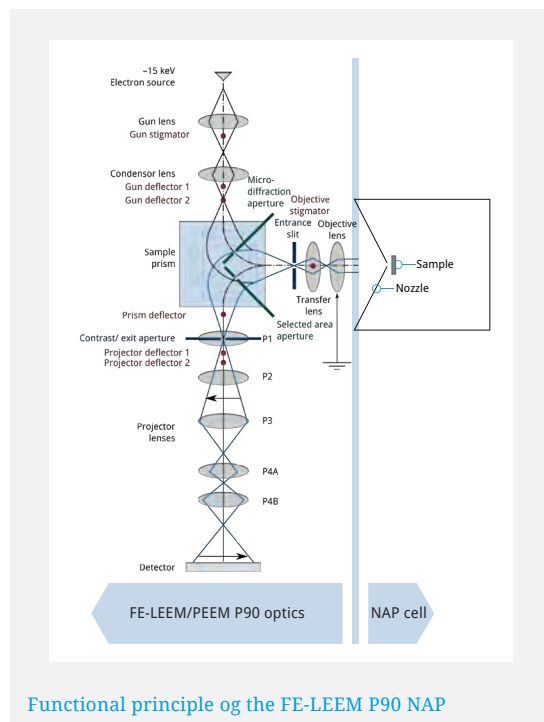 ~15 keV
Electron source
Gun lens
Gun stigmator
Condensor lens
Gun deflector 1
Gun deflector 2
Micro-
diffraction
aperture
Objective
stigmator
Entrance
slit
Objective
lens
Sample
prism
Sample
Nozzle
Transfer
lens
Prism deflector
Selected area
aperture
Contrast/ exit aperture
P1
Projector deflector 1
Projector deflector 2
P2
P3
Projector
lenses
P4A
P4B
Detector
FE-LEEM/PEEM P90 optics
NAP cell
Functional principle og the FE-LEEM P90 NAP